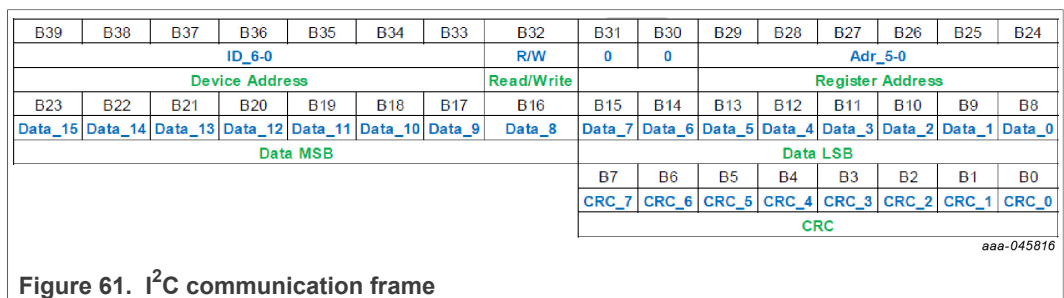 B39 B38 B37 B36 B35 B34 B33 B32 B31 B30 B29 B28 B27 B26 B25 B24
ID_6-0 R/W 0 0 Adr_5-0
Device Address Read/Write Register Address
B23 B22 B21 B20 B19 B18 B17 B16 B15 B14 B13 B12 B11 B10 B9 B8
Data_15 Data_14 Data_13 Data_12 Data_11 Data_10 Data_9 Data_8 Data_7 Data_6 Data_5 Data_4 Data_3 Data_2 Data_1 Data_0
Data MSB Data LSB
B7 B6 B5 B4 B3 B2 B1 B0
CRC_7 CRC_6 CRC_5 CRC_4 CRC_3 CRC_2 CRC_1 CRC_0
CRC
aaa-045816
Figure 61. I²C communication frame